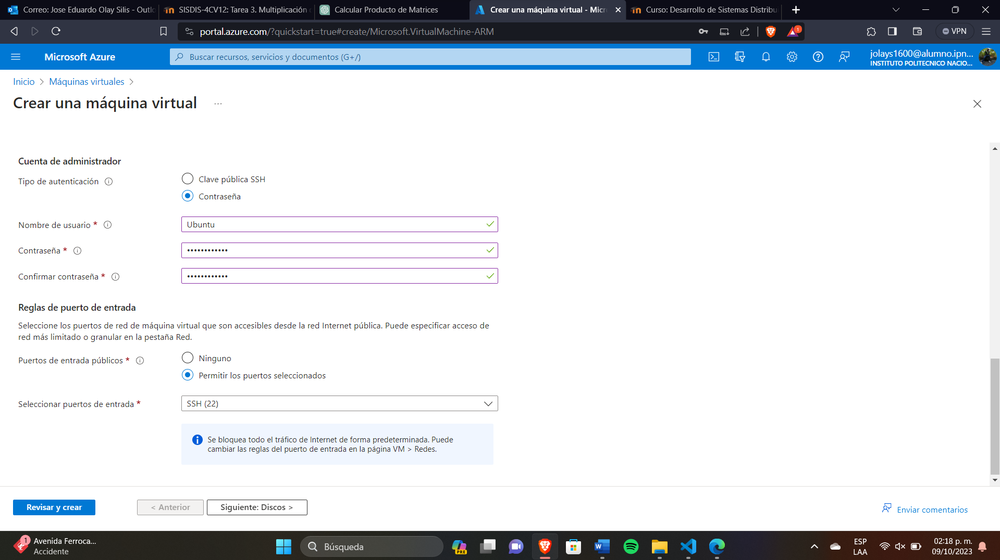 Correo: Jose Eduardo Olay Silis - Outlo
SISDIS-4CV12: Tarea 3. Multiplicación
Calcular Producto de Matrices
Crear una máquina virtual - Micr
Curso: Desarrollo de Sistemas Distribu
portal.azure.com/?quickstart=true#create/Microsoft.VirtualMachine-ARM
1
VPN
Microsoft Azure
Buscar recursos, servicios y documentos (G+/)
jolays1600@alumno.ipn...
INSTITUTO POLITECNICO NACIO...
Inicio > Máquinas virtuales >
Crear una máquina virtual ...
Cuenta de administrador
Tipo de autenticación
Clave pública SSH
Contraseña
Nombre de usuario *
Ubuntu
Contraseña *
••••••••••••
Confirmar contraseña *
••••••••••••
Reglas de puerto de entrada
Seleccione los puertos de red de máquina virtual que son accesibles desde la red Internet pública. Puede especificar acceso de
red más limitado o granular en la pestaña Red.
Puertos de entrada públicos *
Ninguno
Permitir los puertos seleccionados
Seleccionar puertos de entrada *
SSH (22)
Se bloquea todo el tráfico de Internet de forma predeterminada. Puede
cambiar las reglas del puerto de entrada en la página VM > Redes.
Revisar y crear
< Anterior
Siguiente: Discos >
Enviar comentarios
1
Avenida Ferroca...
Accidente
Búsqueda
PRE
ESP
LAA
02:18 p. m.
09/10/2023